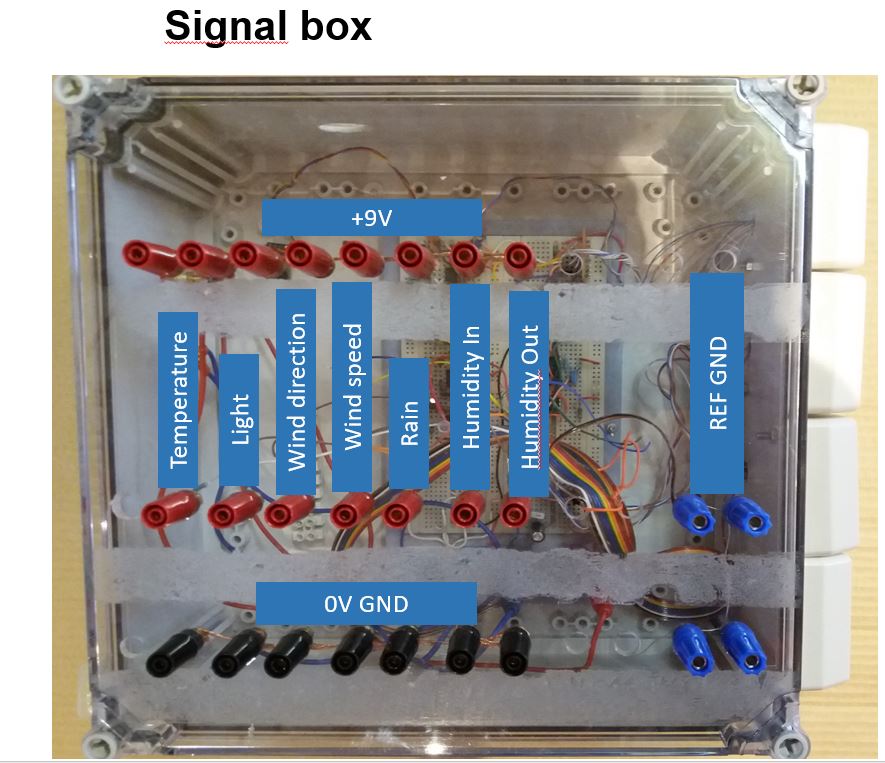 Signal box
+9V
Temperature
Light
Wind direction
Wind speed
Rain
Humidity In
Humidity Out
REF GND
0V GND